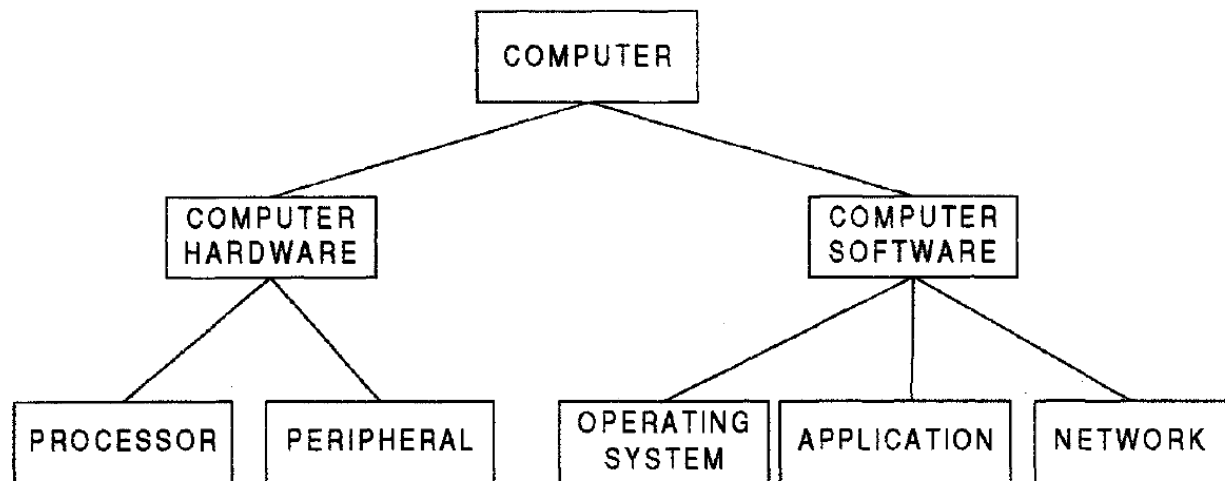 COMPUTER
COMPUTER
HARDWARE
COMPUTER
SOFTWARE
PROCESSOR
PERIPHERAL
OPERATING
SYSTEM
APPLICATION
NETWORK